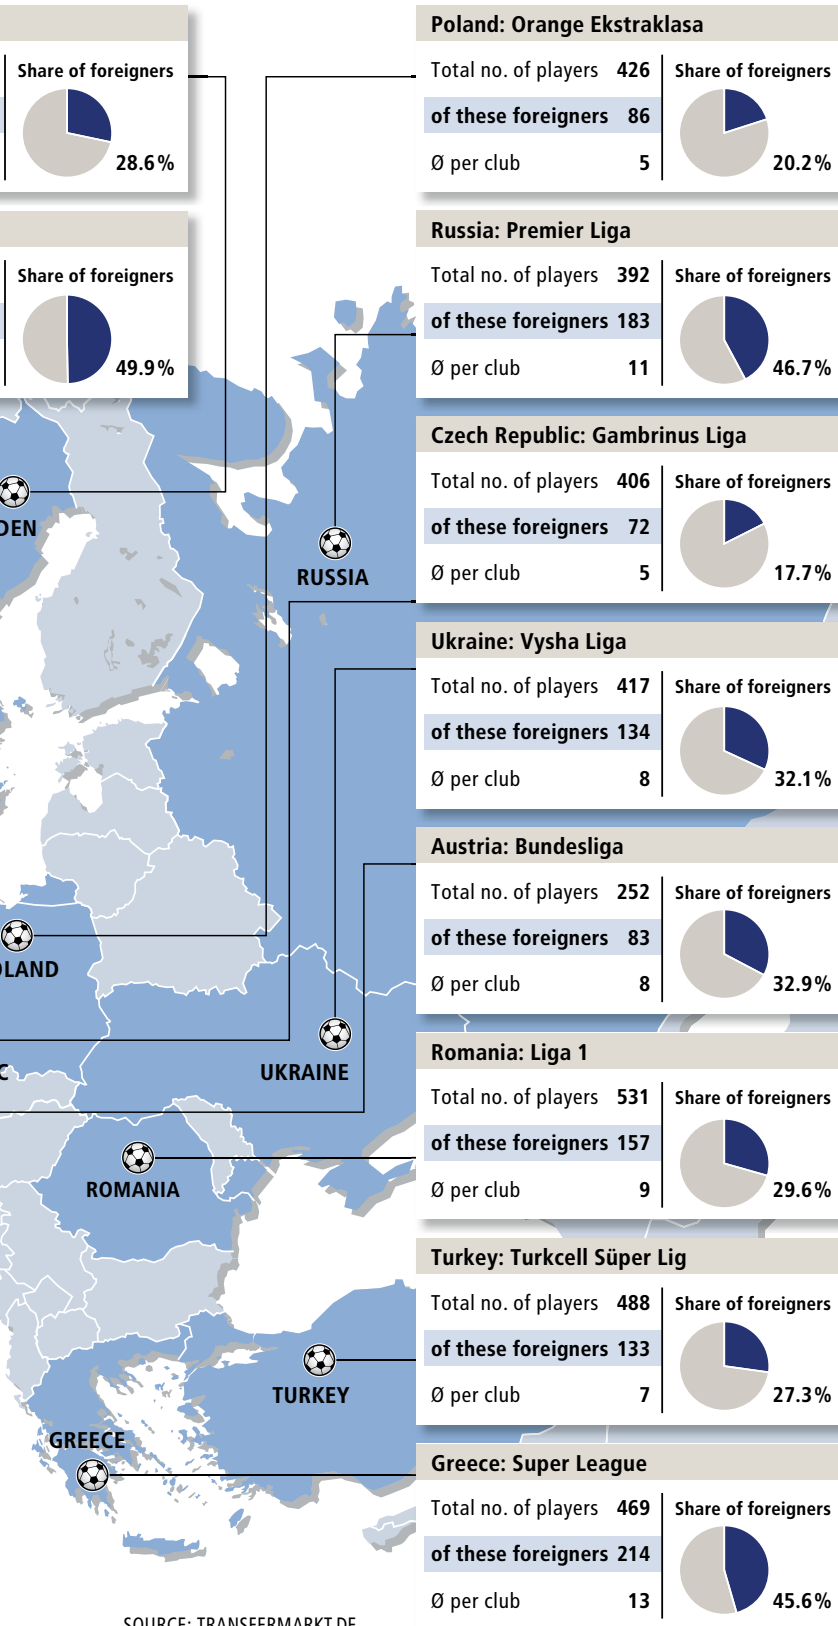 Share of foreigners
28.6%
Share of foreigners
49.9%
Poland: Orange Ekstraklasa
Total no. of players 426
of these foreigners 86
Ø per club 5
Share of foreigners
20.2%
Russia: Premier Liga
Total no. of players 392
of these foreigners 183
Ø per club 11
Share of foreigners
46.7%
Czech Republic: Gambrinus Liga
Total no. of players 406
of these foreigners 72
Ø per club 5
Share of foreigners
17.7%
Ukraine: Vysha Liga
Total no. of players 417
of these foreigners 134
Ø per club 8
Share of foreigners
32.1%
Austria: Bundesliga
Total no. of players 252
of these foreigners 83
Ø per club 8
Share of foreigners
32.9%
Romania: Liga 1
Total no. of players 531
of these foreigners 157
Ø per club 9
Share of foreigners
29.6%
Turkey: Turkcell Süper Lig
Total no. of players 488
of these foreigners 133
Ø per club 7
Share of foreigners
27.3%
Greece: Super League
Total no. of players 469
of these foreigners 214
Ø per club 13
Share of foreigners
45.6%
DEN
RUSSIA
OLAND
C
UKRAINE
ROMANIA
TURKEY
GREECE
SOURCE: TRANSFERMARKT.DE